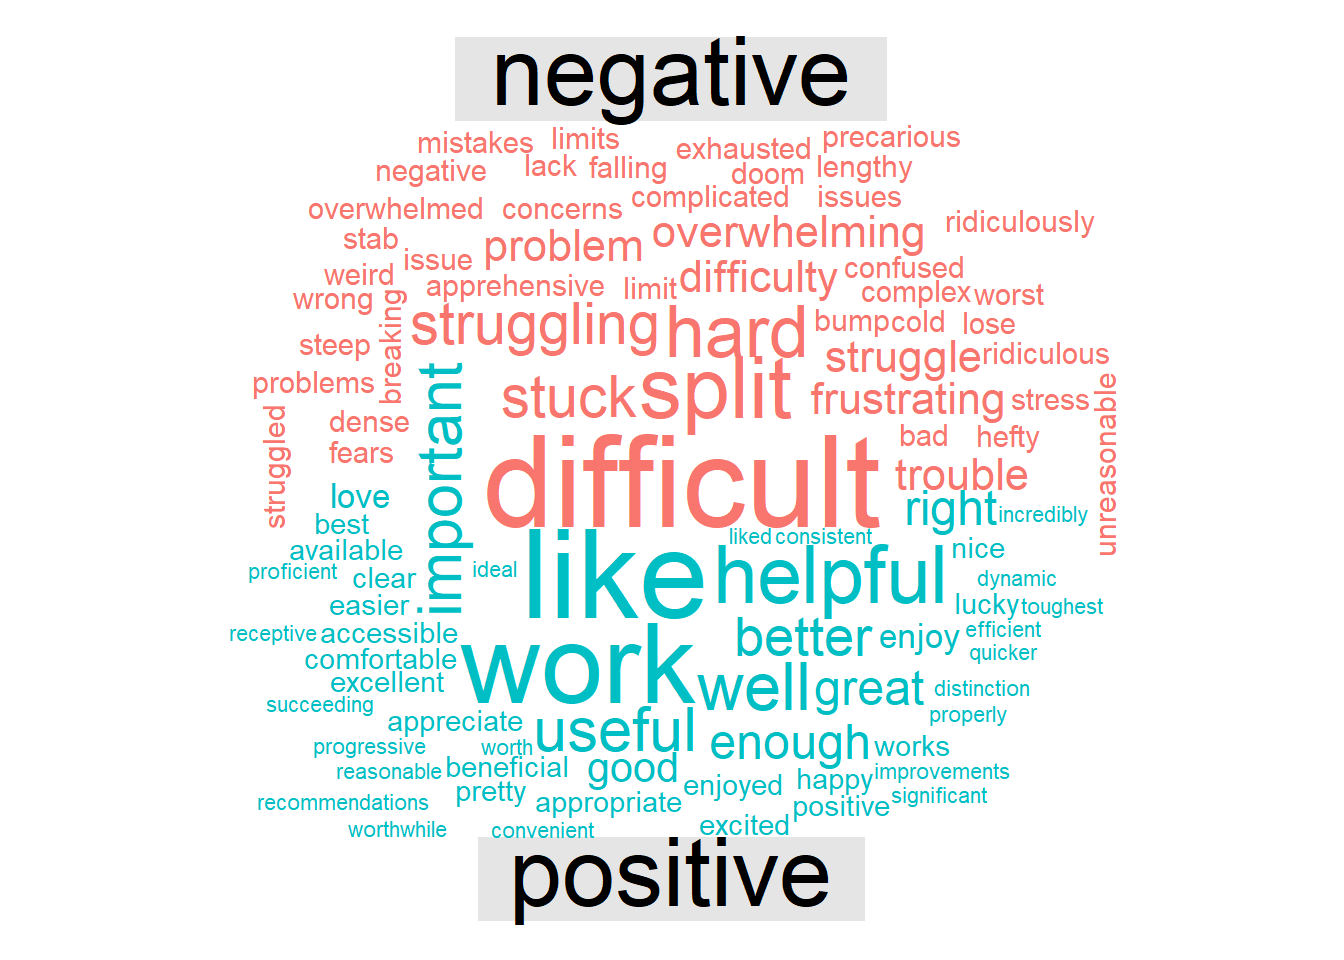 negative
mistakes limits exhausted precarious
negative lack falling doom lengthy
overwhelmed concerns complicated issues ridiculously
stab issue problem overwhelming
weird apprehensive limit difficulty confused
wrong breaking struggling hard complex worst
steep bump cold lose
problems stuck split struggle ridiculous
dense important frustrating stress unreasonable
struggled fears difficult bad hefty
trouble
love right incredibly
best liked consistent
available ideal like helpful nice
proficient clear dynamic
easier lucky toughest
receptive accessible better enjoy efficient
comfortable work quicker
excellent well great distinction
succeeding properly
appreciate useful enough works
progressive worth
reasonable beneficial good happy improvements
pretty enjoyed significant
recommendations appropriate positive
worthwhile convenient excited
positive